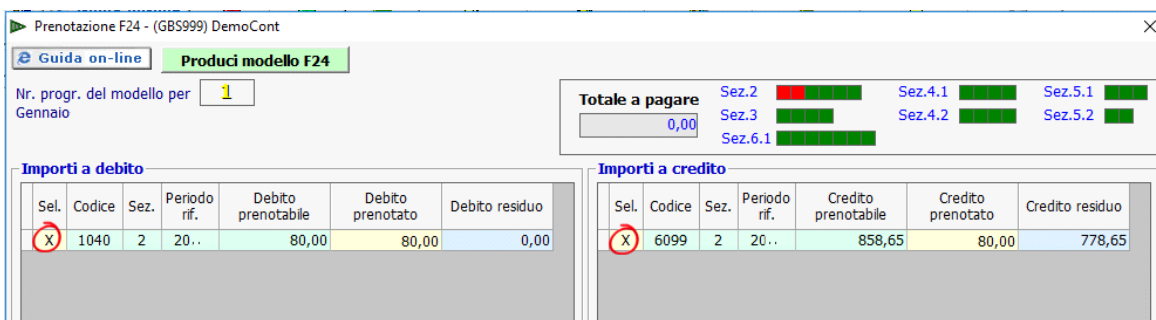 Prenotazione F24 - (GBS999) DemoCont
Guida on-line
Produci modello F24
Nr. progr. del modello per 1
Gennaio
Totale a pagare
0,00
Sez.2 Sez.4.1 Sez.5.1
Sez.3 Sez.4.2 Sez.5.2
Sez.6.1
Importi a debito
Sel. Codice Sez. Periodo rif. Debito prenotabile Debito prenotato Debito residuo
X 1040 2 20.. 80,00 80,00 0,00
Importi a credito
Sel. Codice Sez. Periodo rif. Credito prenotabile Credito prenotato Credito residuo
X 6099 2 20.. 858,65 80,00 778,65